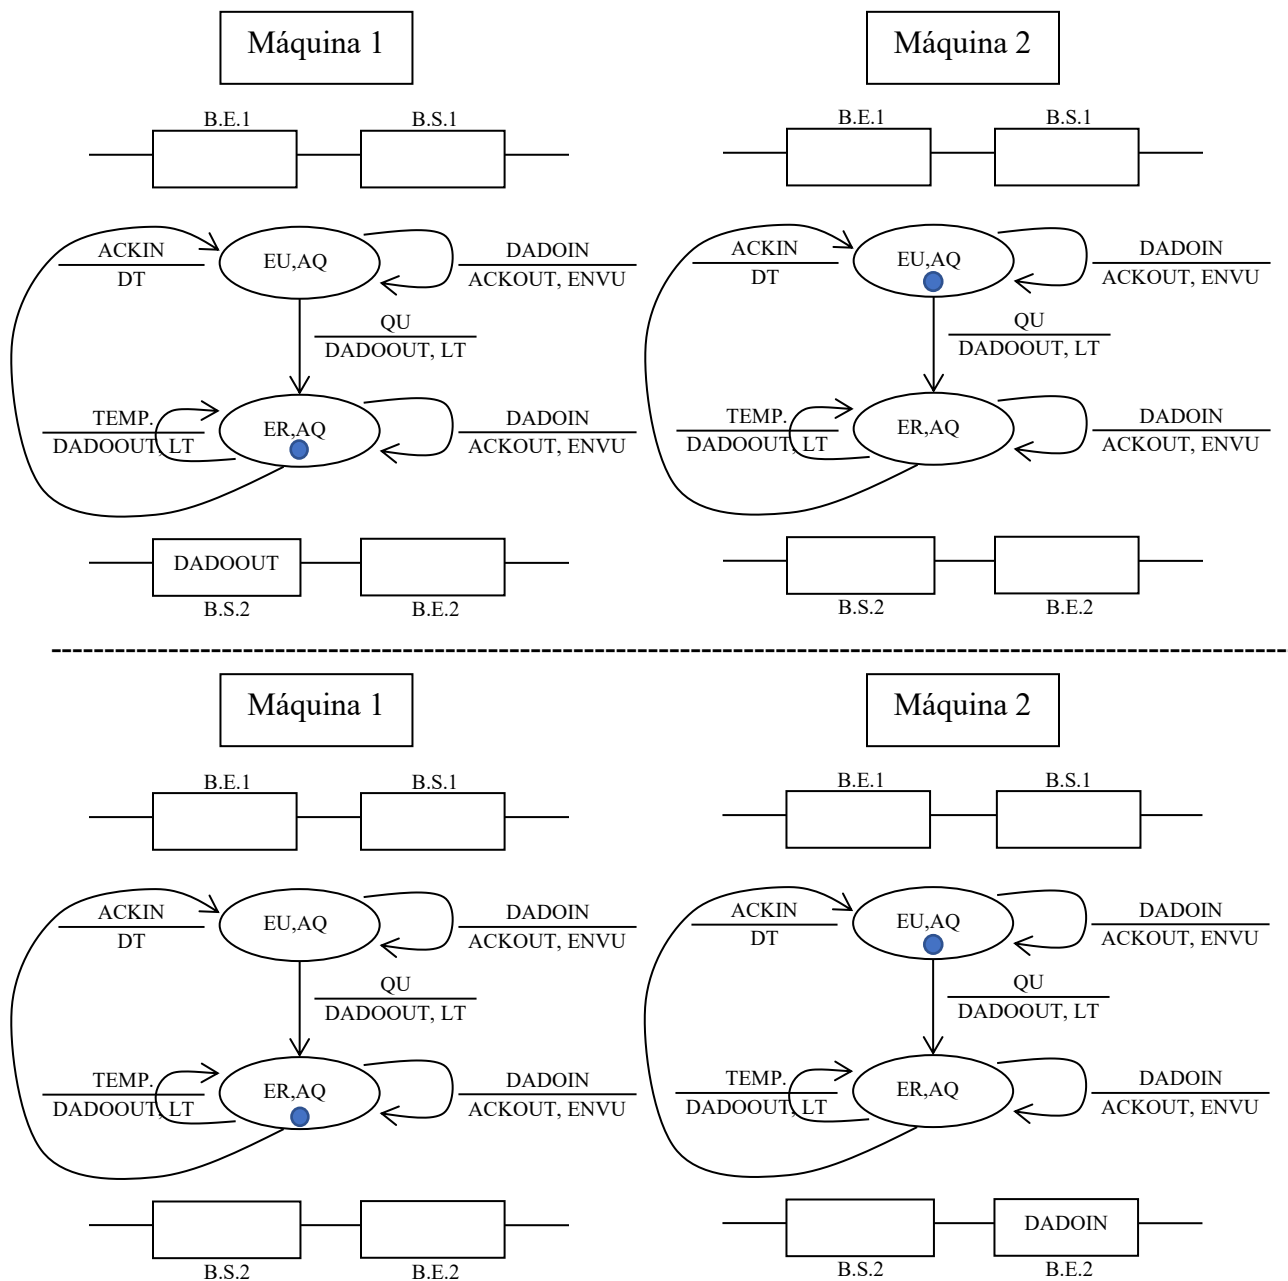 Máquina 1
Máquina 2
B.E.1 B.S.1
B.E.1 B.S.1
ACKIN
DT
EU,AQ
DADOIN
ACKOUT, ENVU
QU
DADOOUT, LT
TEMP.
DADOOUT, LT
ER,AQ
DADOIN
ACKOUT, ENVU
ACKIN
DT
EU,AQ
DADOIN
ACKOUT, ENVU
QU
DADOOUT, LT
TEMP.
DADOOUT, LT
ER,AQ
DADOIN
ACKOUT, ENVU
DADOOUT
B.S.2 B.E.2
B.S.2 B.E.2
Máquina 1
Máquina 2
B.E.1 B.S.1
B.E.1 B.S.1
ACKIN
DT
EU,AQ
DADOIN
ACKOUT, ENVU
QU
DADOOUT, LT
TEMP.
DADOOUT, LT
ER,AQ
DADOIN
ACKOUT, ENVU
ACKIN
DT
EU,AQ
DADOIN
ACKOUT, ENVU
QU
DADOOUT, LT
TEMP.
DADOOUT, LT
ER,AQ
DADOIN
ACKOUT, ENVU
B.S.2 B.E.2
DADOIN
B.S.2 B.E.2